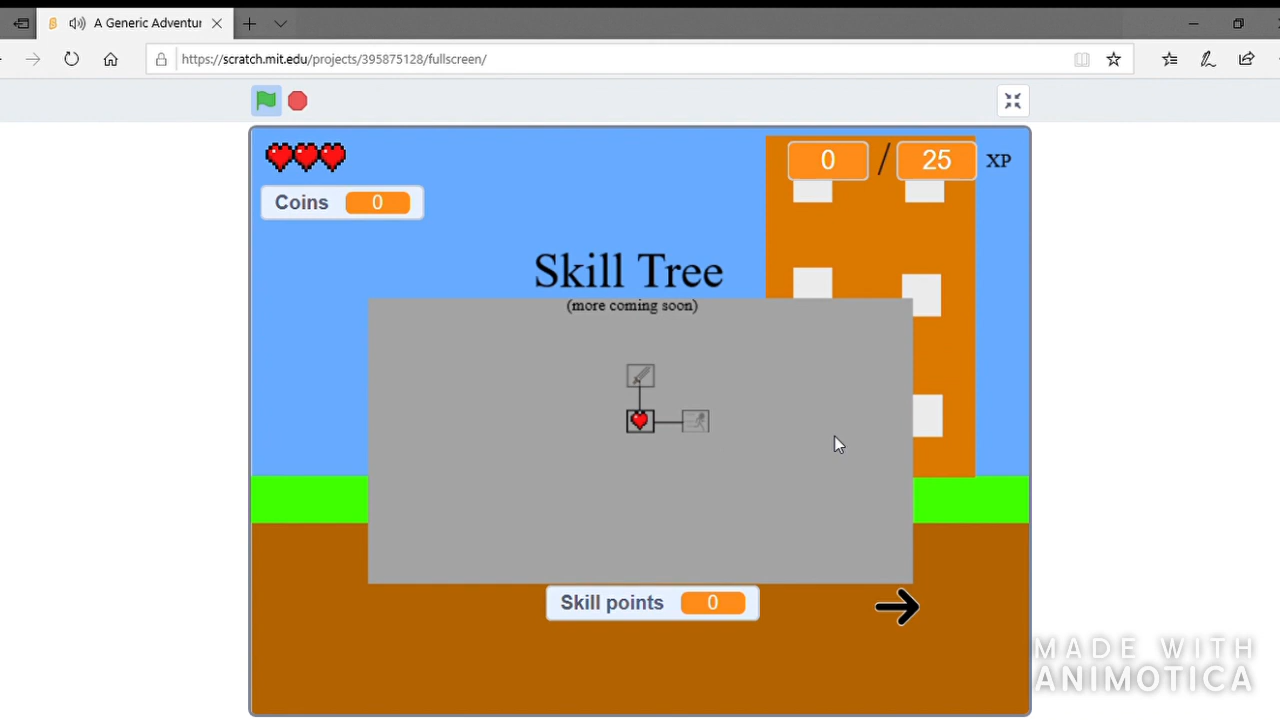 A Generic Adventur
https://scratch.mit.edu/projects/395875128/fullscreen/
0 / 25 XP
Coins 0
Skill Tree
(more coming soon)
Skill points 0
MADE WITH
ANIMOTICA